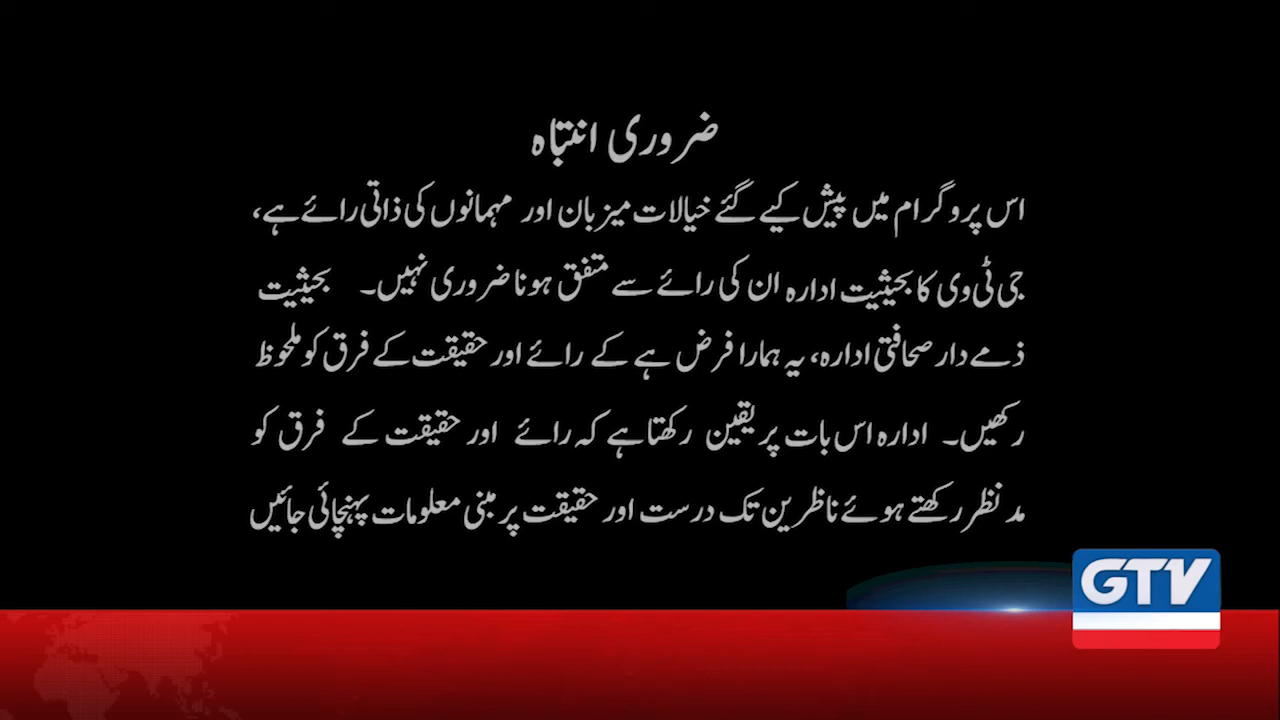 ضروری انتباہ
اس پروگرام میں پیش کیے گئے خیالات میزبان اور مہمانوں کی ذاتی رائے ہے،
جی ٹی وی کا بحیثیت ادارہ ان کی رائے سے متفق ہونا ضروری نہیں۔ بحیثیت
ذمے دار صحافتی ادارہ، یہ ہمارا فرض ہے کے رائے اور حقیقت کے فرق کو ملحوظ
رکھیں۔ ادارہ اس بات پر یقین رکھتا ہے کہ رائے اور حقیقت کے فرق کو
مد نظر رکھتے ہوئے ناظرین تک درست اور حقیقت پر مبنی معلومات پہنچائی جائیں
GTV